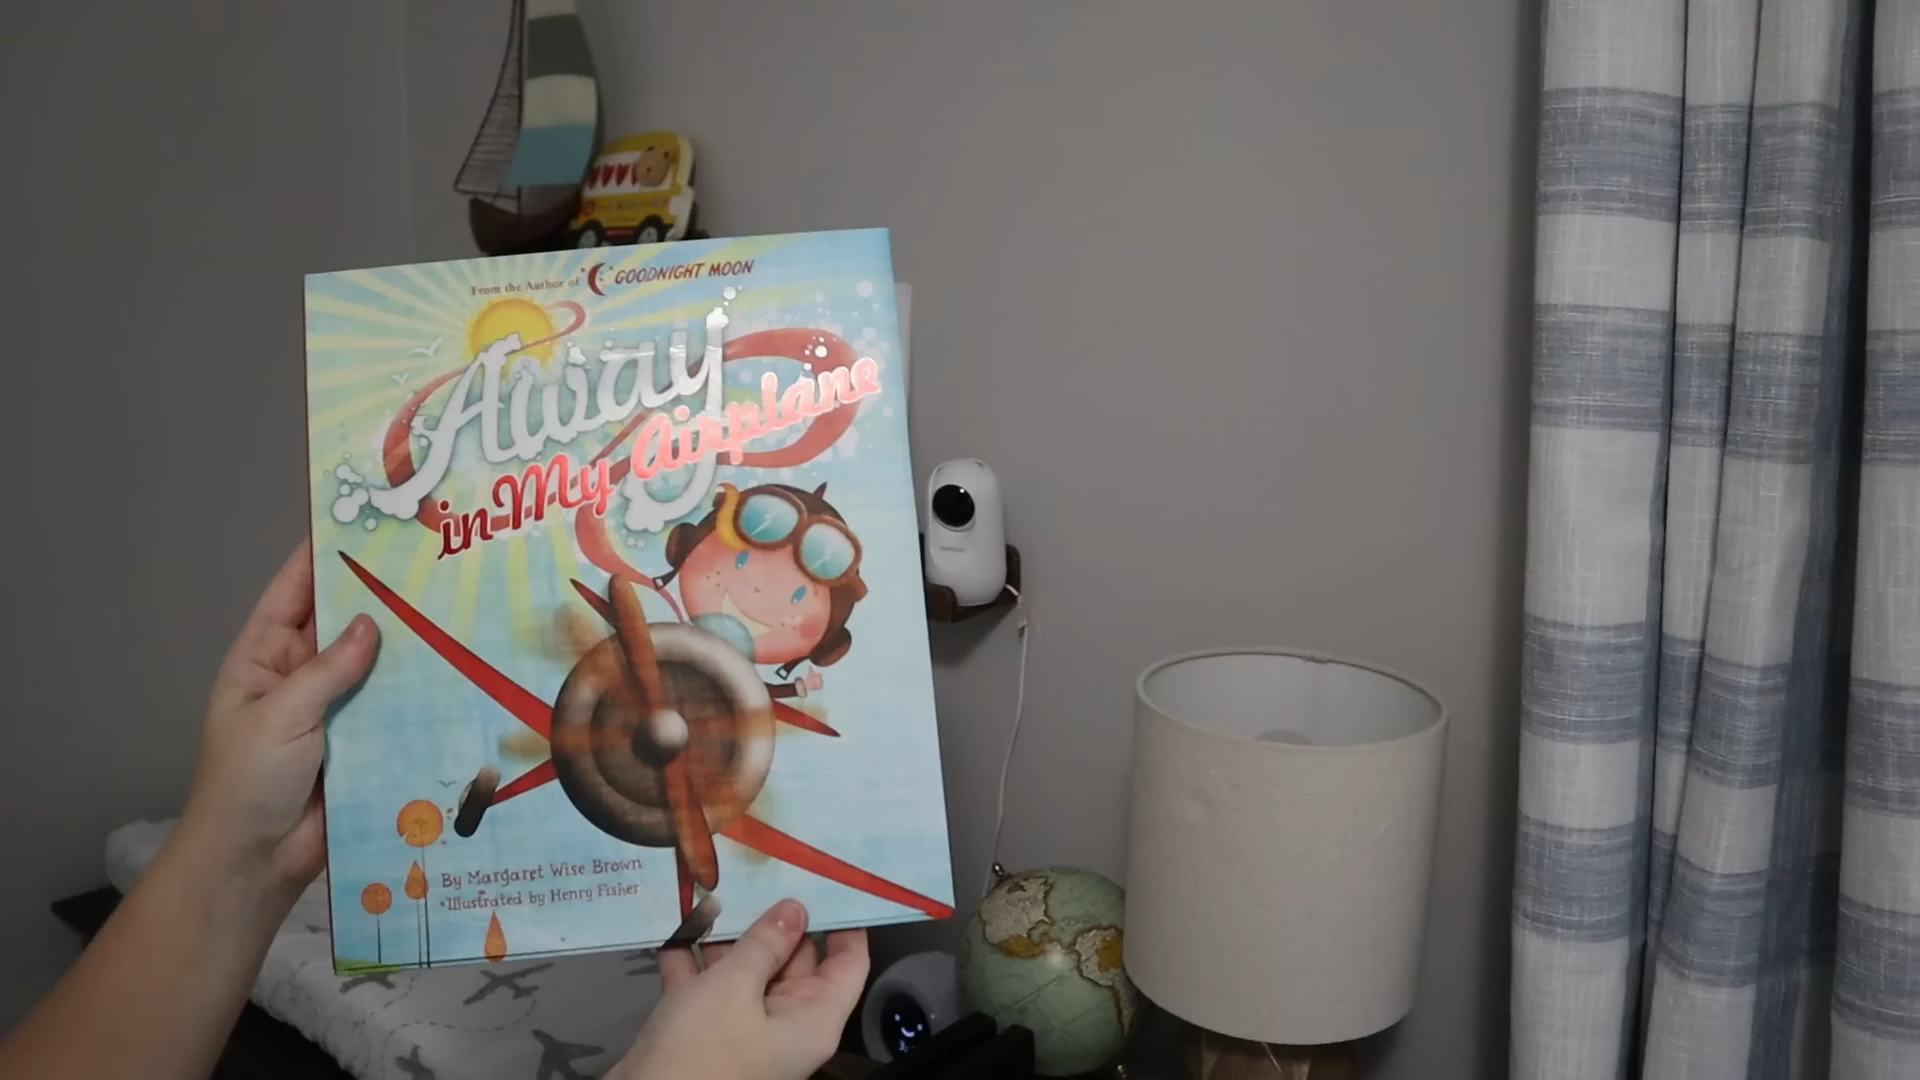 From the Author of GOODNIGHT MOON
Away
in My Airplane
By Margaret Wise Brown
Illustrated by Henry Fisher